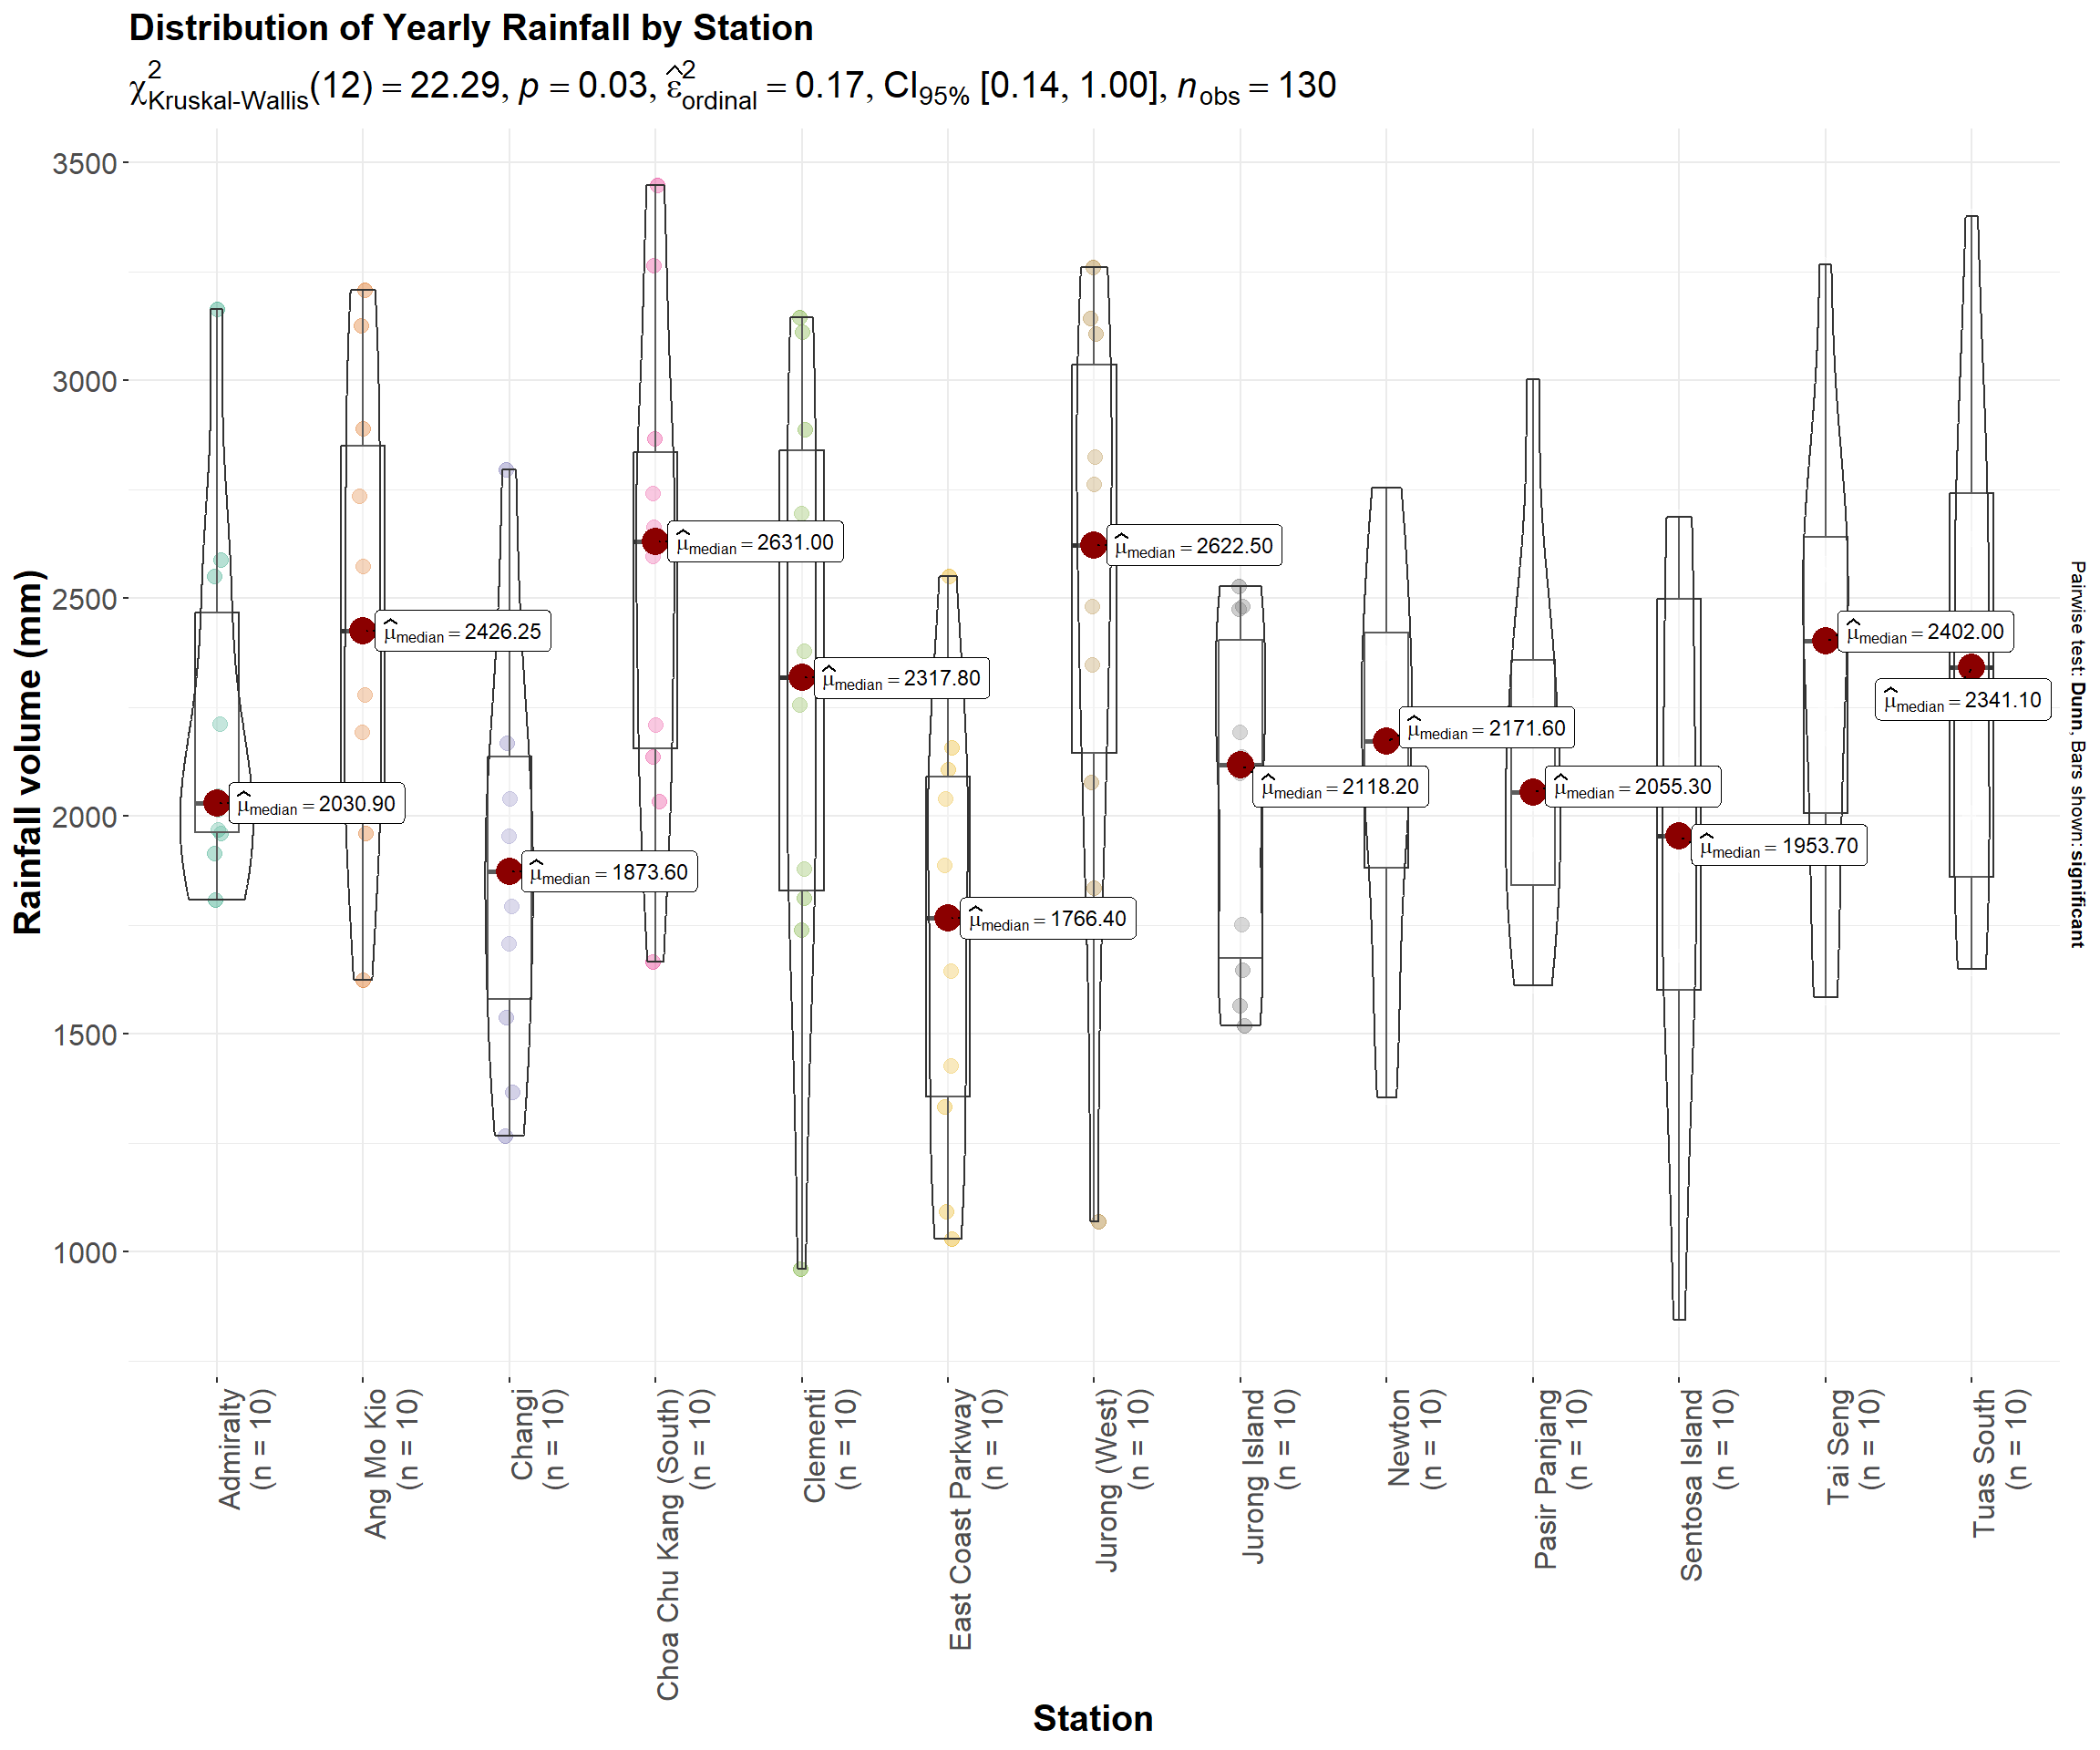 Distribution of Yearly Rainfall by Station
χ²Kruskal-Wallis(12) = 22.29, p = 0.03, ε̂²ordinal = 0.17, CI95% [0.14, 1.00], nobs = 130
Rainfall volume (mm)
3500
3000
2500
2000
1500
1000
μ̂median = 2030.90
μ̂median = 2426.25
μ̂median = 1873.60
μ̂median = 2631.00
μ̂median = 2317.80
μ̂median = 1766.40
μ̂median = 2622.50
μ̂median = 2118.20
μ̂median = 2171.60
μ̂median = 2055.30
μ̂median = 1953.70
μ̂median = 2402.00
μ̂median = 2341.10
Pairwise test: Dunn, Bars shown: significant
Admiralty
(n = 10)
Ang Mo Kio
(n = 10)
Changi
(n = 10)
Choa Chu Kang (South)
(n = 10)
Clementi
(n = 10)
East Coast Parkway
(n = 10)
Jurong (West)
(n = 10)
Jurong Island
(n = 10)
Newton
(n = 10)
Pasir Panjang
(n = 10)
Sentosa Island
(n = 10)
Tai Seng
(n = 10)
Tuas South
(n = 10)
Station